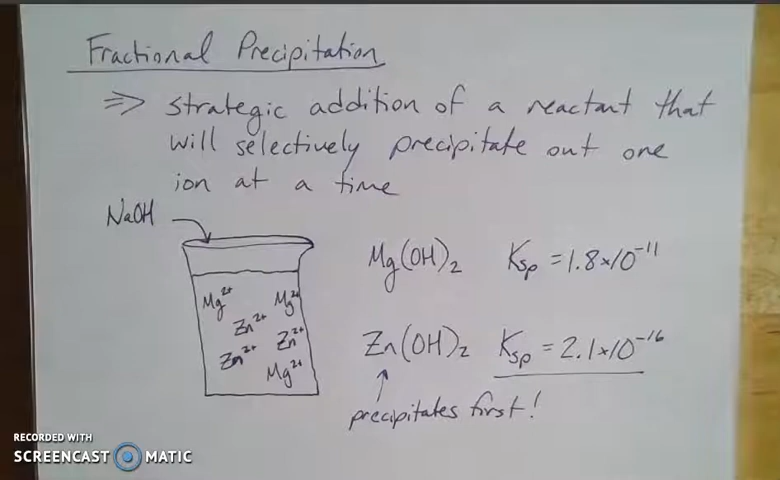 Fractional Precipitation
⇒ strategic addition of a reactant that
will selectively precipitate out one
ion at a time
NaOH
Mg(OH)₂ Ksp = 1.8×10⁻¹¹
Mg²⁺ Mg²⁺
Zn²⁺
Zn²⁺
Zn²⁺
Mg²⁺
Zn(OH)₂ Ksp = 2.1×10⁻¹⁶
precipitates first!
RECORDED WITH
SCREENCAST MATIC